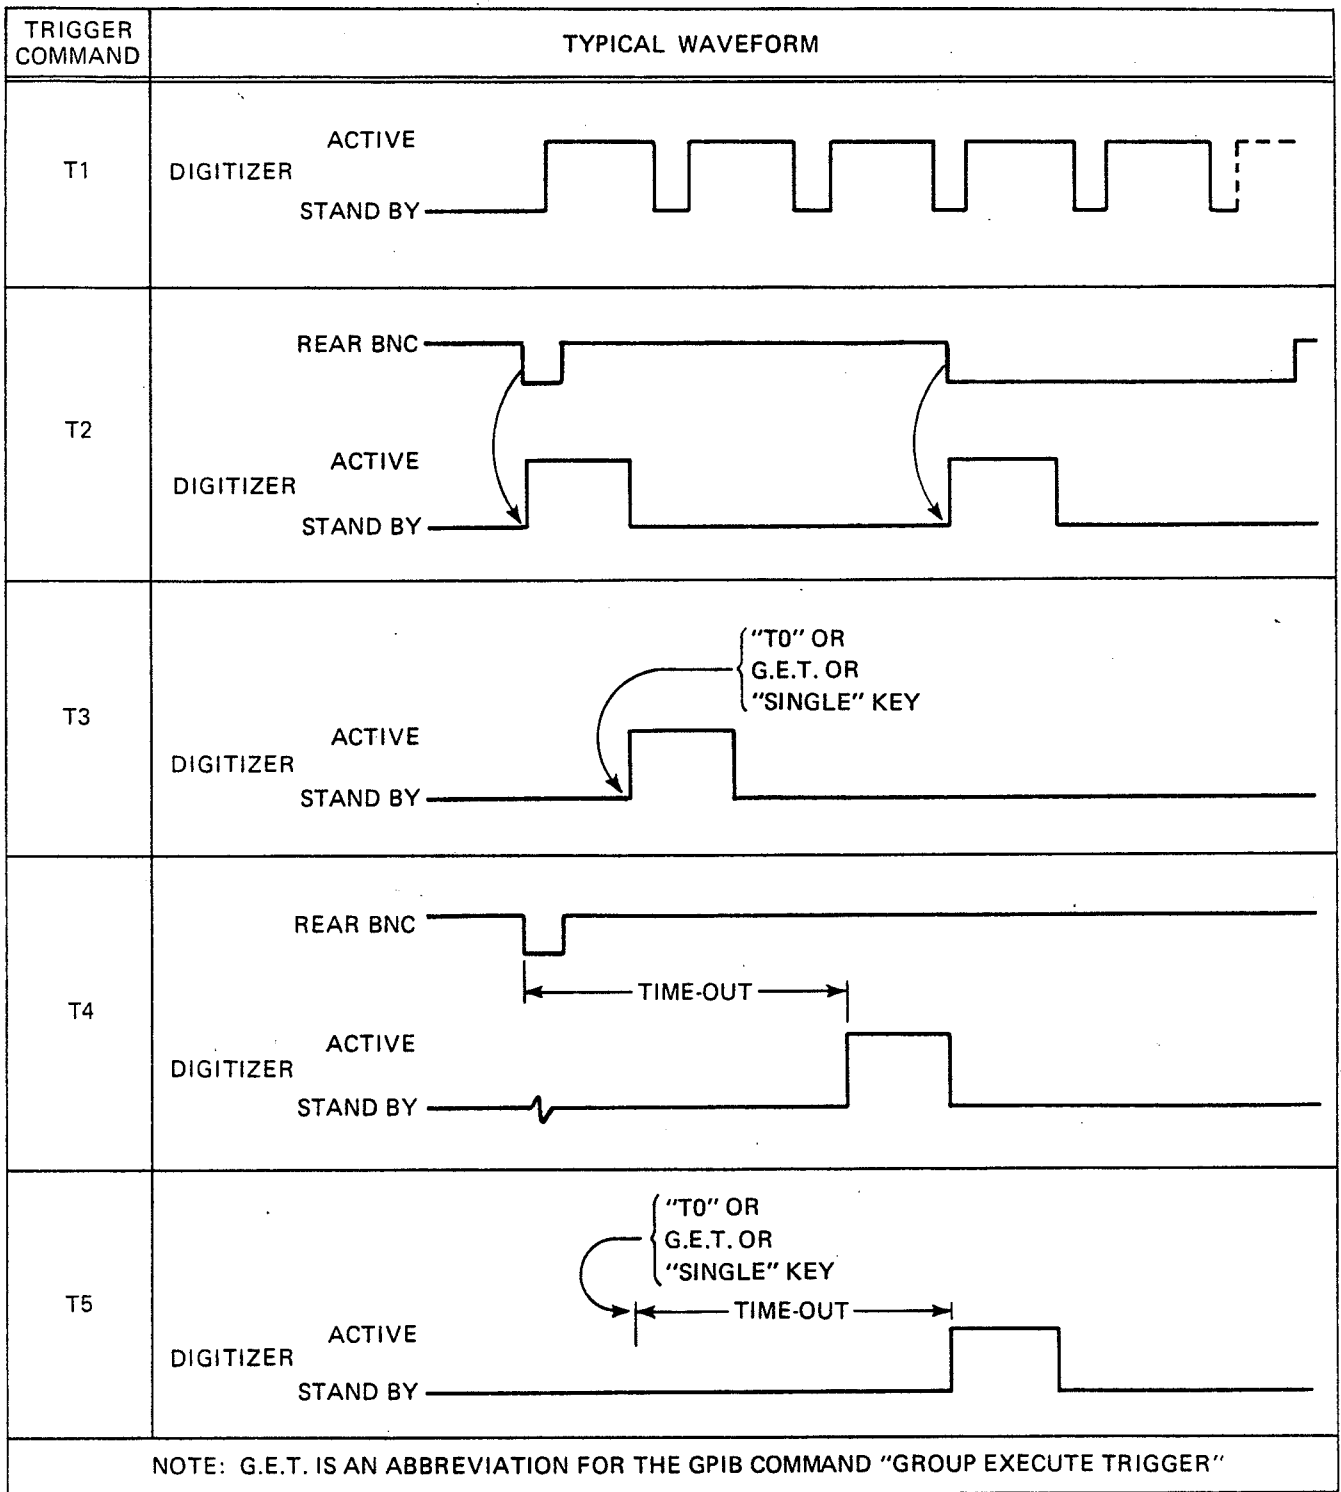 TRIGGER
COMMAND
TYPICAL WAVEFORM
T1
DIGITIZER
ACTIVE
STAND BY
T2
REAR BNC
DIGITIZER
ACTIVE
STAND BY
T3
"T0" OR
G.E.T. OR
"SINGLE" KEY
DIGITIZER
ACTIVE
STAND BY
T4
REAR BNC
TIME-OUT
DIGITIZER
ACTIVE
STAND BY
T5
"T0" OR
G.E.T. OR
"SINGLE" KEY
TIME-OUT
DIGITIZER
ACTIVE
STAND BY
NOTE: G.E.T. IS AN ABBREVIATION FOR THE GPIB COMMAND "GROUP EXECUTE TRIGGER"